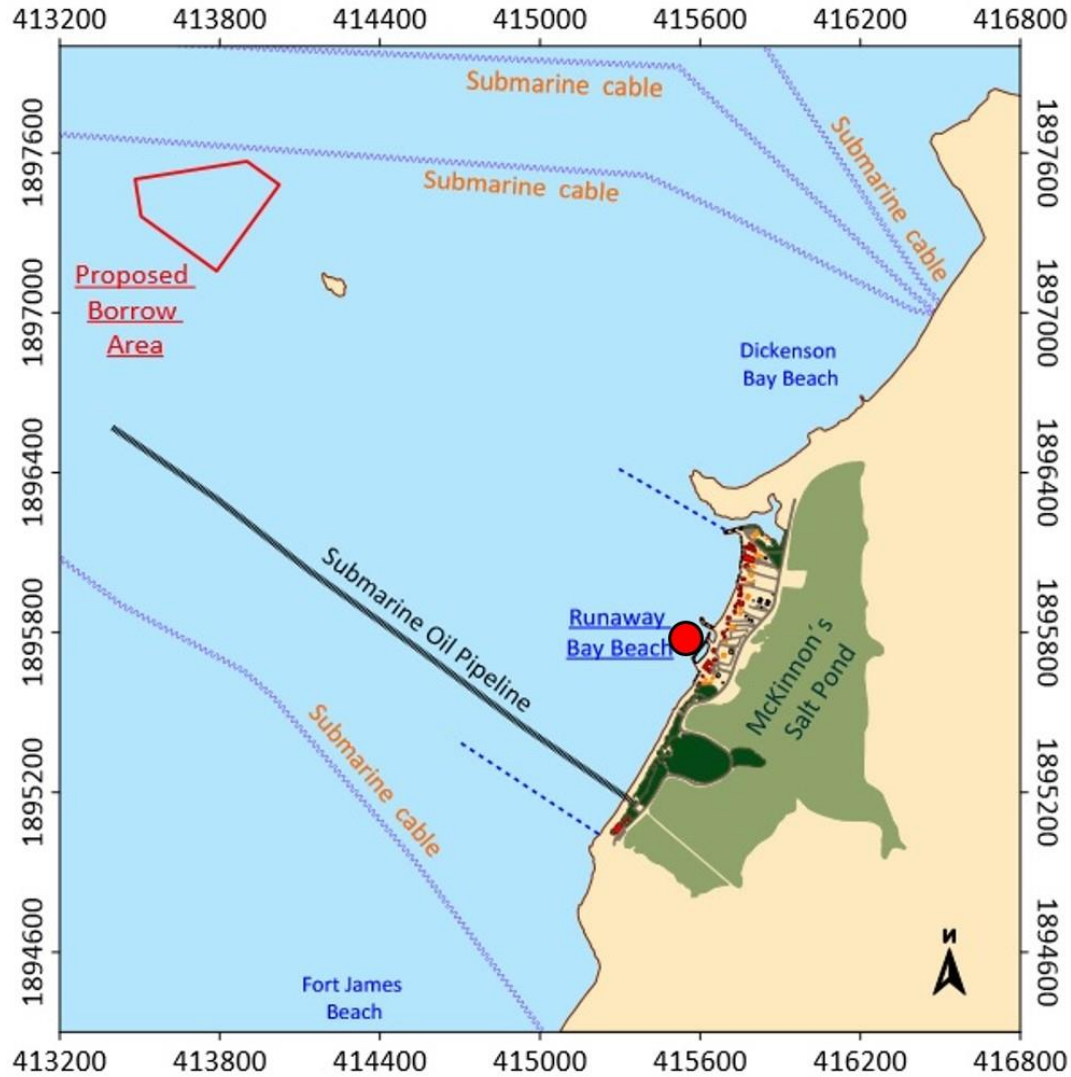 413200 413800 414400 415000 415600 416200 416800
Submarine cable
Submarine cable
Submarine cable
1897600
1897600
Proposed
Borrow
Area
1897000
1897000
Dickenson
Bay Beach
1896400
1896400
Submarine Oil Pipeline
Runaway
Bay Beach
1895800
1895800
McKinnon´s
Salt Pond
Submarine cable
1895200
1895200
Fort James
Beach
N
1894600
1894600
413200 413800 414400 415000 415600 416200 416800